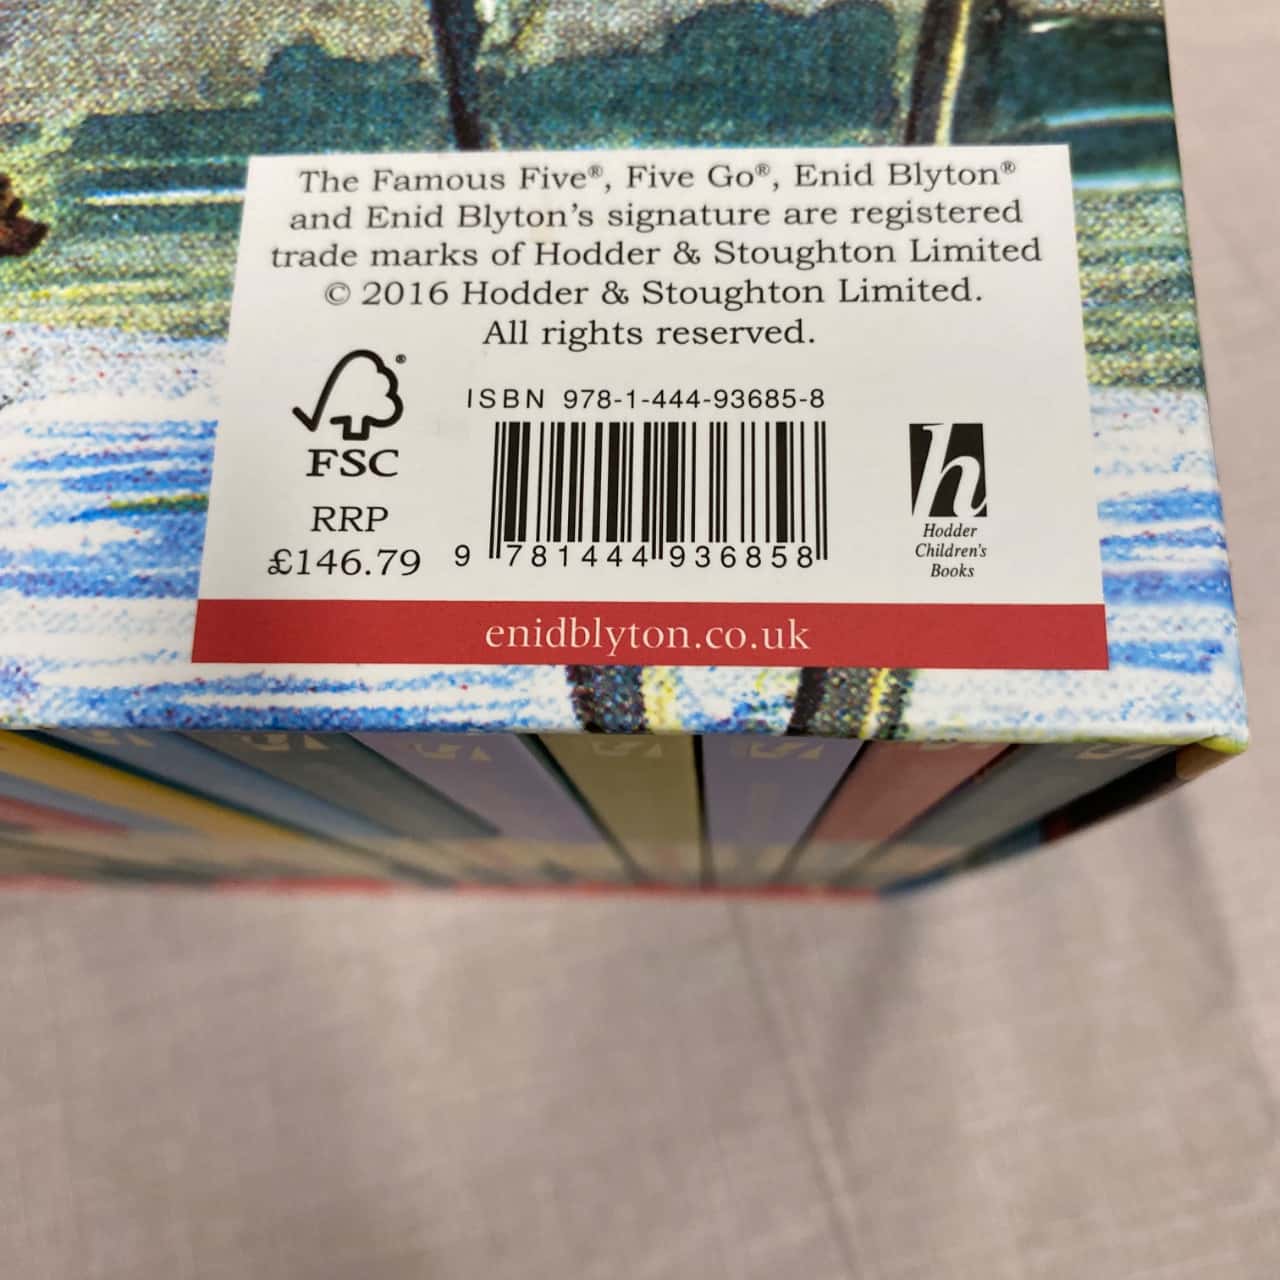 The Famous Five®, Five Go®, Enid Blyton®
and Enid Blyton's signature are registered
trade marks of Hodder & Stoughton Limited
© 2016 Hodder & Stoughton Limited.
All rights reserved.
®
FSC
RRP
£146.79
ISBN 978-1-444-93685-8
9 781444 936858
h
Hodder
Children's
Books
enidblyton.co.uk